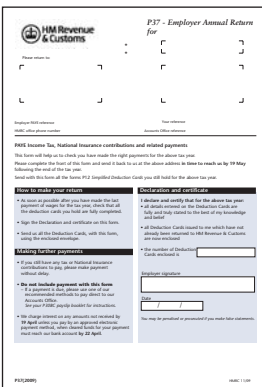 HM Revenue
& Customs
P37 - Employer Annual Return
for
Please return to:
Employer PAYE reference
Your reference
HMRC office phone number
Accounts Office reference
PAYE Income Tax, National Insurance contributions and related payments
This form will help us to check you have made the right payments for the above tax year.
Please complete the front of this form and send it back to us at the above address in time to reach us by 19 May
following the end of the tax year.
Send with this form all the forms P12 Simplified Deduction Cards you still hold for the above tax year.
How to make your return
• As soon as possible after you have made the last
payment of wages for the tax year, check that all
the deduction cards you hold are fully completed.
• Sign the Declaration and certificate on this form.
• Send us all the Deduction Cards, with this form,
using the enclosed envelope.
Making further payments
• If you still have any tax or National Insurance
contributions to pay, please make payment
without delay.
• Do not include payment with this form
– If a payment is due, please use one of our
recommended methods to pay direct to our
Accounts Office.
See your P30BC payslip booklet for instructions.
• We charge interest on any amounts not received by
19 April unless you pay by an approved electronic
payment method, when cleared funds for your payment
must reach our bank account by 22 April.
Declaration and certificate
I declare and certify that for the above tax year:
• all details entered on the Deduction Cards are
fully and truly stated to the best of my knowledge
and belief
• all Deduction Cards issued to me which have not
already been returned to HM Revenue & Customs
are now enclosed
• the number of Deduction
Cards enclosed is
Employer signature
Date
/ /
You may be penalised or prosecuted if you make false statements.
P37(2009)
HMRC 11/09